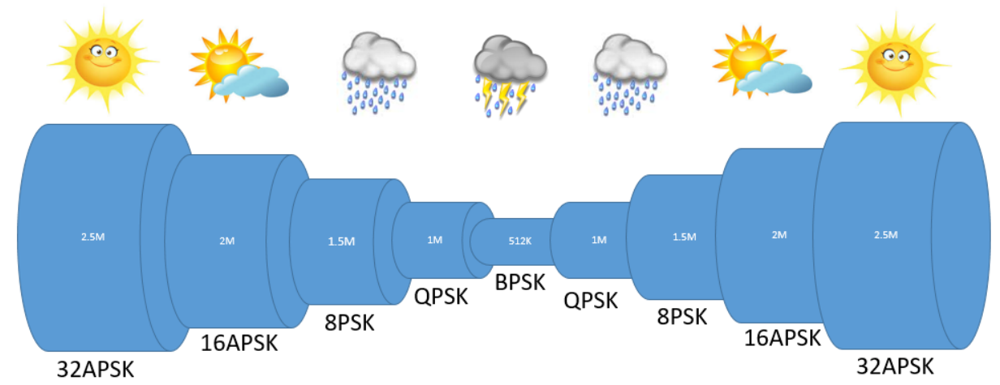 2.5M
2M
1.5M
1M
512K
1M
1.5M
2M
2.5M
32APSK
16APSK
8PSK
QPSK
BPSK
QPSK
8PSK
16APSK
32APSK